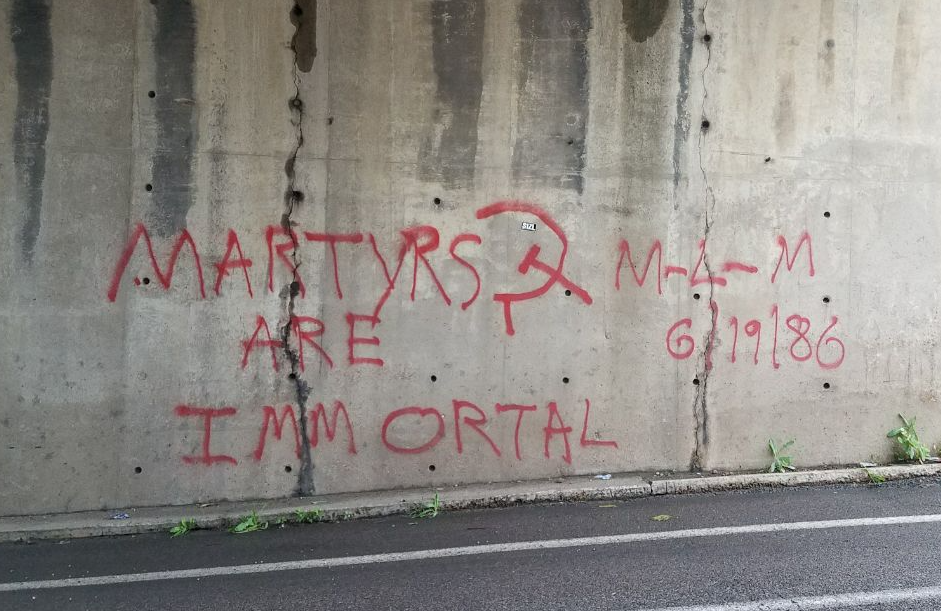 MARTYRS
ARE
IMMORTAL
M-L-M
6/19/86